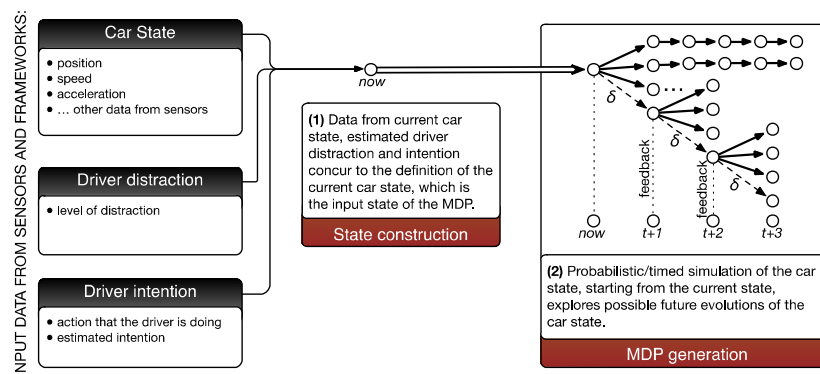 INPUT DATA FROM SENSORS AND FRAMEWORKS:
Car State
• position
• speed
• acceleration
• ... other data from sensors
Driver distraction
• level of distraction
Driver intention
• action that the driver is doing
• estimated intention
now
(1) Data from current car
state, estimated driver
distraction and intention
concur to the definition of the
current car state, which is
the input state of the MDP.
State construction
...
δ
δ
δ
feedback
feedback
now
t+1
t+2
t+3
(2) Probabilistic/timed simulation of the car
state, starting from the current state,
explores possible future evolutions of the
car state.
MDP generation